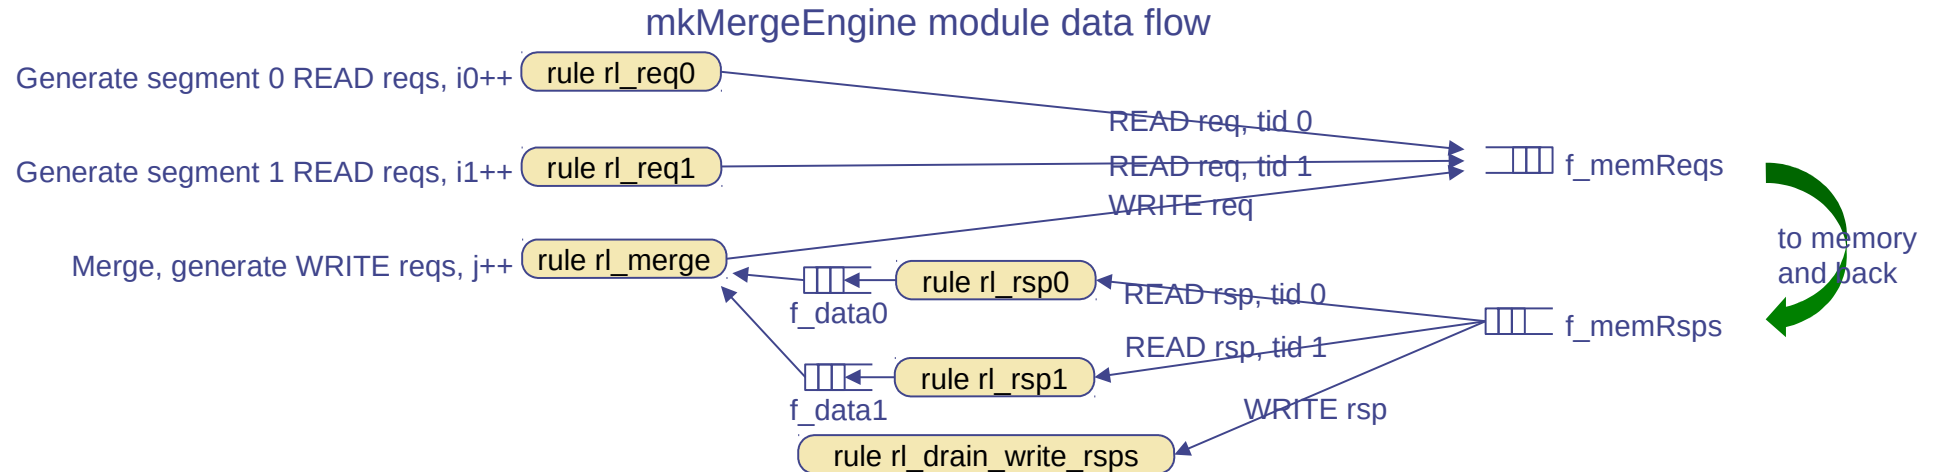 mkMergeEngine module data flow
Generate segment 0 READ reqs, i0++
rule rl_req0
READ req, tid 0
Generate segment 1 READ reqs, i1++
rule rl_req1
READ req, tid 1
f_memReqs
WRITE req
Merge, generate WRITE reqs, j++
rule rl_merge
to memory
and back
rule rl_rsp0
READ rsp, tid 0
f_data0
f_memRsps
READ rsp, tid 1
rule rl_rsp1
f_data1
WRITE rsp
rule rl_drain_write_rsps